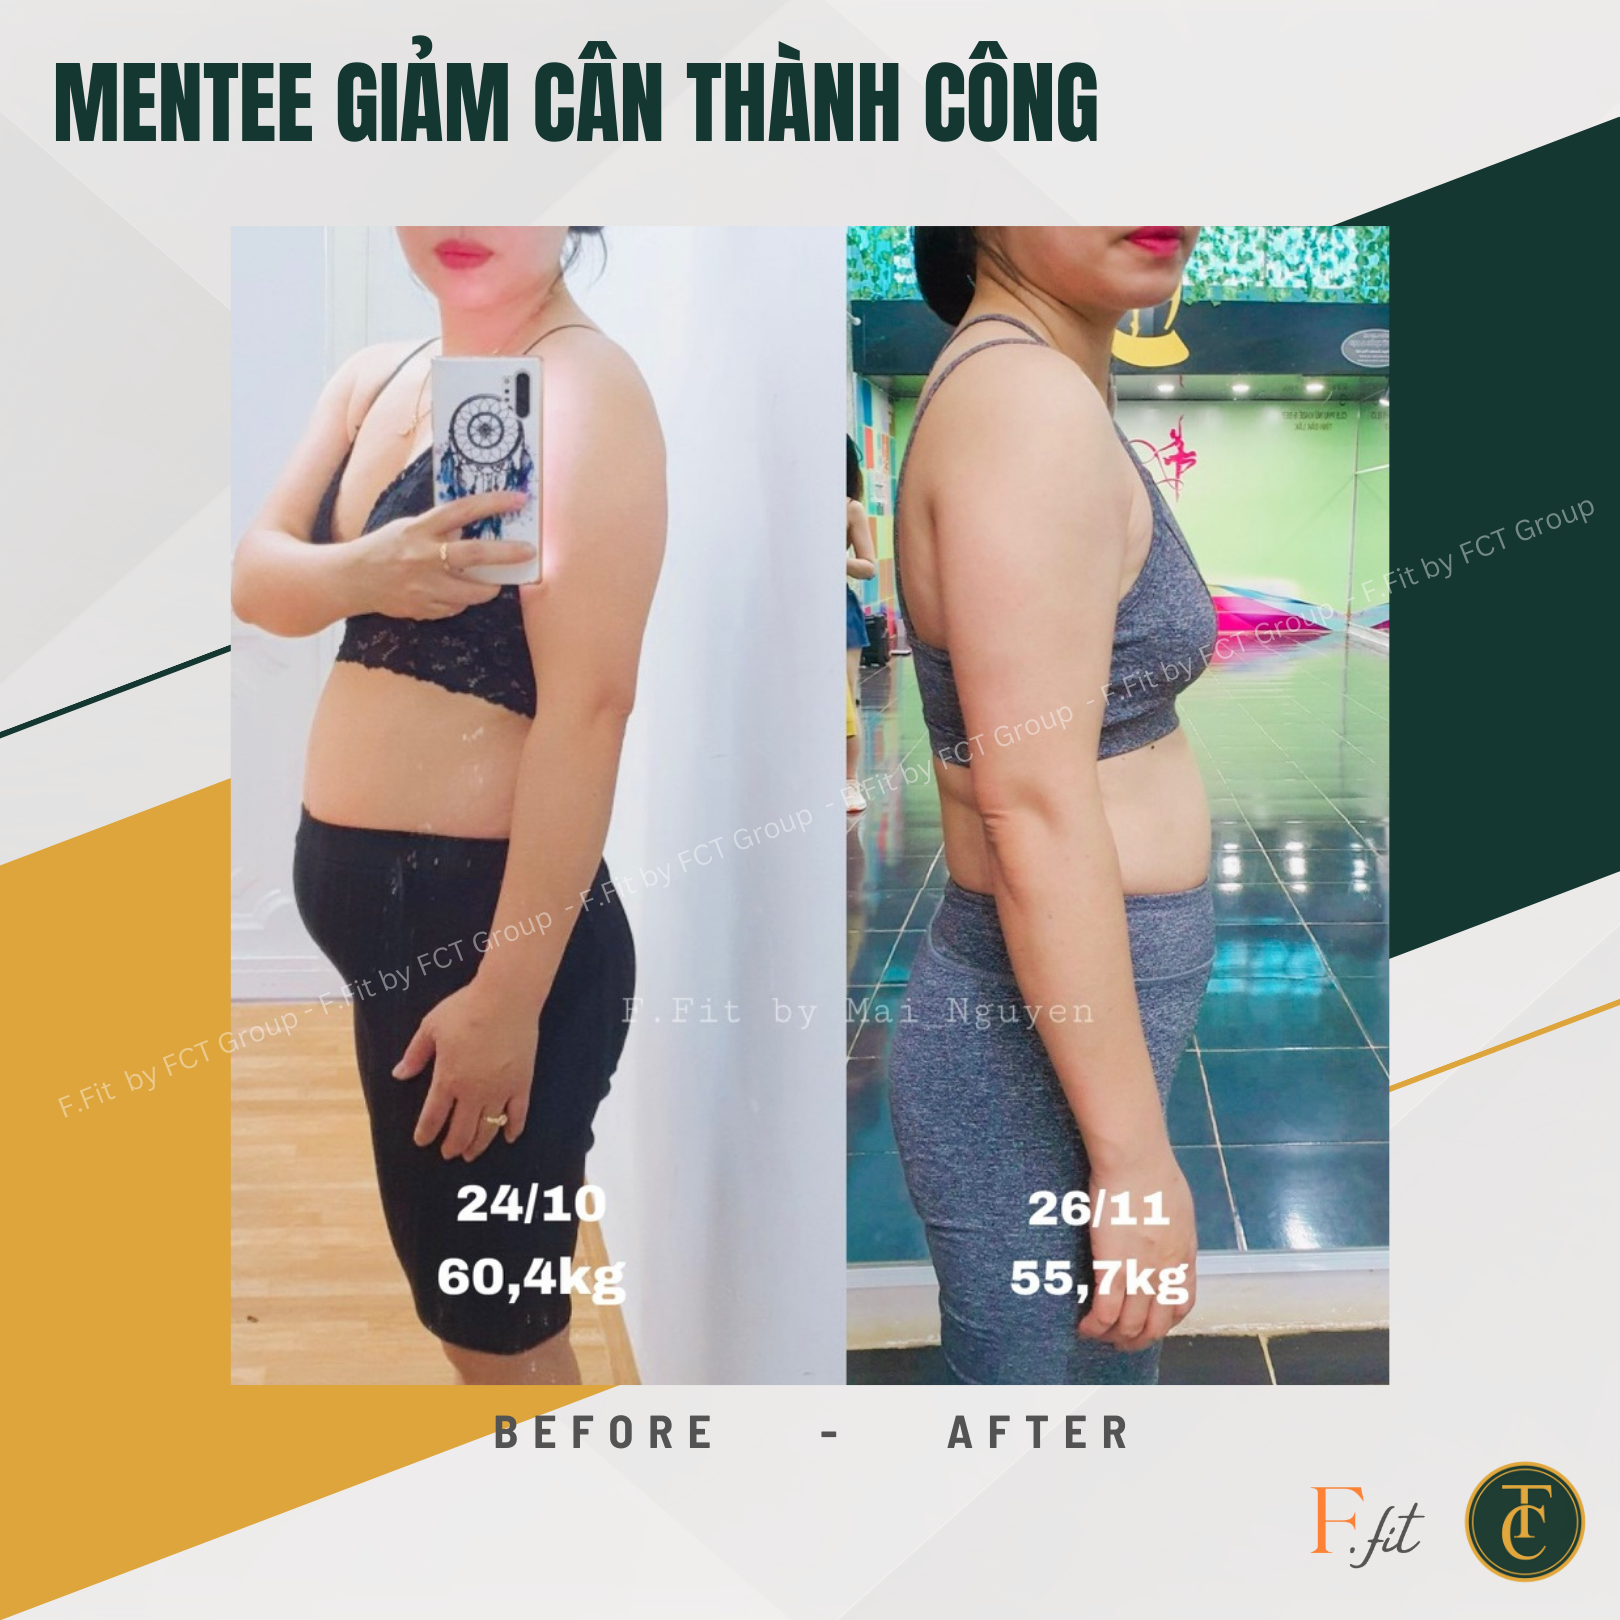 MENTEE GIẢM CÂN THÀNH CÔNG
F.Fit by FCT Group - F.Fit by FCT Group - F.Fit by FCT Group - F.Fit by FCT Group - F.Fit by FCT Group - F.Fit by FCT Group
F.Fit by Mai Nguyen
24/10
60,4kg
26/11
55,7kg
BEFORE - AFTER
F.fit